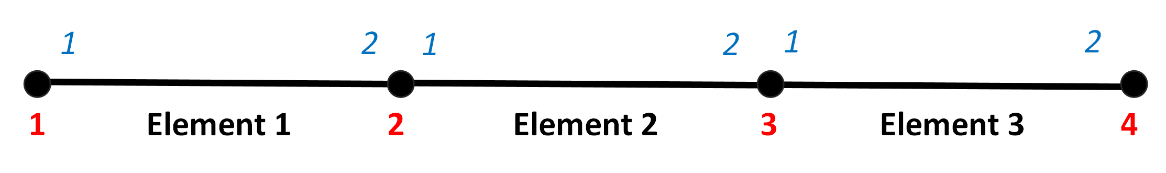 1 2 1 2 1 2
1 Element 1 2 Element 2 3 Element 3 4